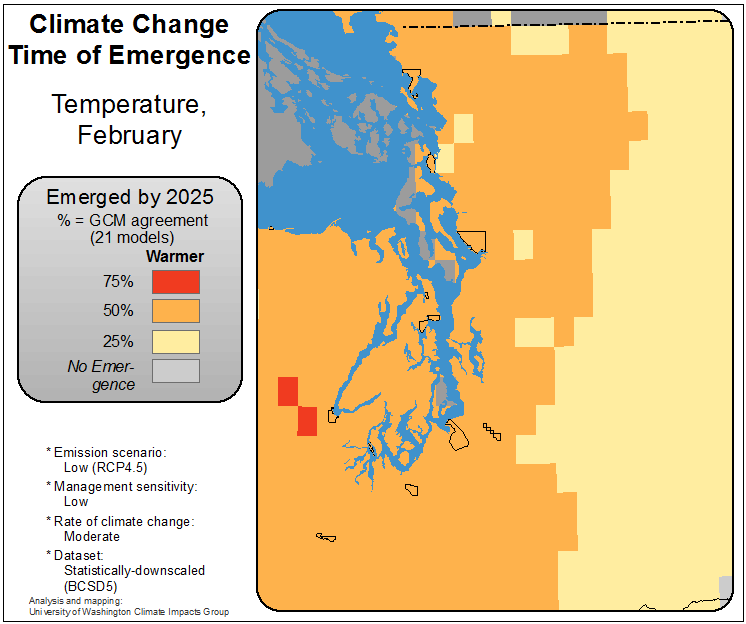 Climate Change
Time of Emergence
Temperature,
February
Emerged by 2025
% = GCM agreement
(21 models)
Warmer
75%
50%
25%
No Emer-
gence
* Emission scenario:
Low (RCP4.5)
* Management sensitivity:
Low
* Rate of climate change:
Moderate
* Dataset:
Statistically-downscaled
(BCSD5)
Analysis and mapping:
University of Washington Climate Impacts Group